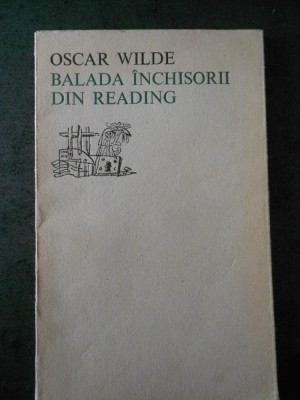 OSCAR WILDE
BALADA ÎNCHISORII
DIN READING